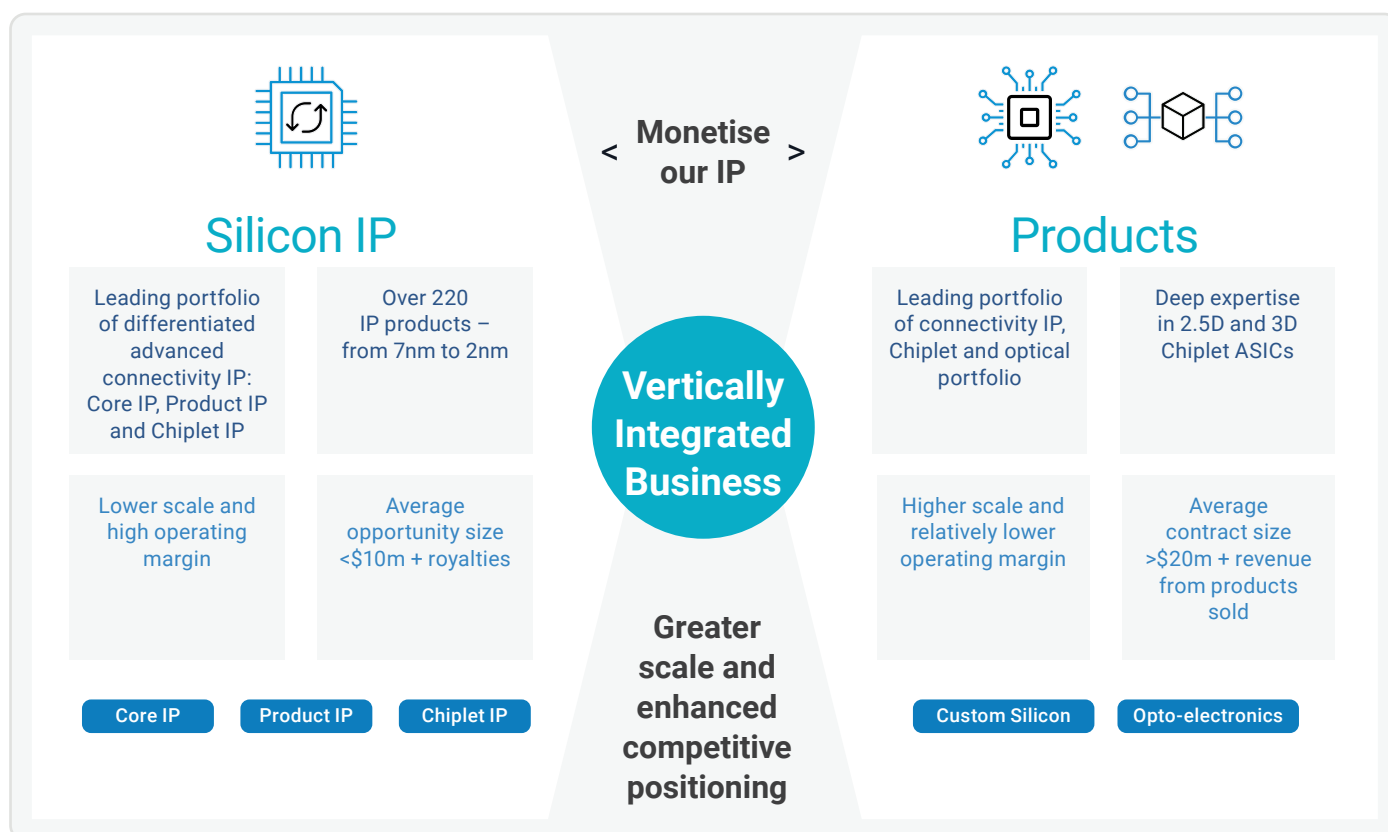 Silicon IP
Leading portfolio
of differentiated
advanced
connectivity IP:
Core IP, Product IP
and Chiplet IP
Over 220
IP products –
from 7nm to 2nm
Lower scale and
high operating
margin
Average
opportunity size
<$10m + royalties
Core IP
Product IP
Chiplet IP
< Monetise >
our IP
Vertically
Integrated
Business
Greater
scale and
enhanced
competitive
positioning
Products
Leading portfolio
of connectivity IP,
Chiplet and optical
portfolio
Deep expertise
in 2.5D and 3D
Chiplet ASICs
Higher scale and
relatively lower
operating margin
Average
contract size
>$20m + revenue
from products
sold
Custom Silicon
Opto-electronics